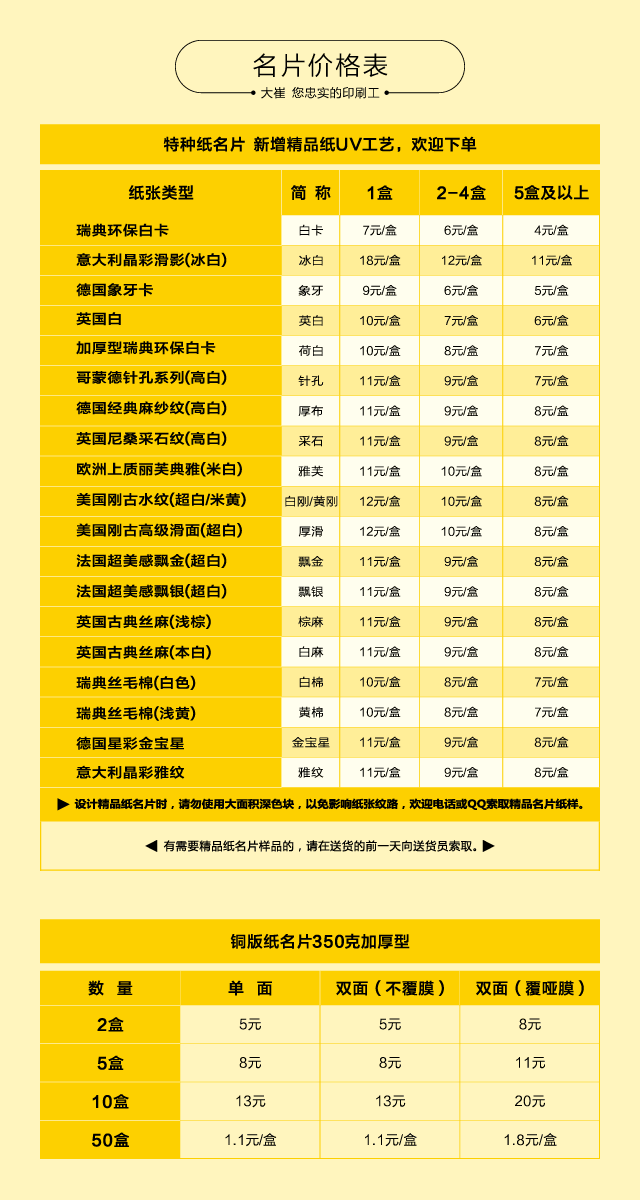 名片价格表
大崔 您忠实的印刷工
特种纸名片 新增精品纸UV工艺，欢迎下单
纸张类型 简 称 1盒 2-4盒 5盒及以上
瑞典环保白卡 白卡 7元/盒 6元/盒 4元/盒
意大利晶彩滑影(冰白) 冰白 18元/盒 12元/盒 11元/盒
德国象牙卡 象牙 9元/盒 6元/盒 5元/盒
英国白 英白 10元/盒 7元/盒 6元/盒
加厚型瑞典环保白卡 荷白 10元/盒 8元/盒 7元/盒
哥蒙德针孔系列(高白) 针孔 11元/盒 9元/盒 7元/盒
德国经典麻纱纹(高白) 厚布 11元/盒 9元/盒 8元/盒
英国尼桑采石纹(高白) 采石 11元/盒 9元/盒 8元/盒
欧洲上质丽芙典雅(米白) 雅芙 11元/盒 10元/盒 8元/盒
美国刚古水纹(超白/米黄) 白刚/黄刚 12元/盒 10元/盒 8元/盒
美国刚古高级滑面(超白) 厚滑 12元/盒 10元/盒 8元/盒
法国超美感飘金(超白) 飘金 11元/盒 9元/盒 8元/盒
法国超美感飘银(超白) 飘银 11元/盒 9元/盒 8元/盒
英国古典丝麻(浅棕) 棕麻 11元/盒 9元/盒 8元/盒
英国古典丝麻(本白) 白麻 11元/盒 9元/盒 8元/盒
瑞典丝毛棉(白色) 白棉 10元/盒 8元/盒 7元/盒
瑞典丝毛棉(浅黄) 黄棉 10元/盒 8元/盒 7元/盒
德国星彩金宝星 金宝星 11元/盒 9元/盒 8元/盒
意大利晶彩雅纹 雅纹 11元/盒 9元/盒 8元/盒
▶ 设计精品纸名片时，请勿使用大面积深色块，以免影响纸张纹路，欢迎电话或QQ索取精品名片纸样。
◀ 有需要精品纸名片样品的，请在送货的前一天向送货员索取。▶
铜版纸名片350克加厚型
数 量 单 面 双面（不覆膜） 双面（覆哑膜）
2盒 5元 5元 8元
5盒 8元 8元 11元
10盒 13元 13元 20元
50盒 1.1元/盒 1.1元/盒 1.8元/盒